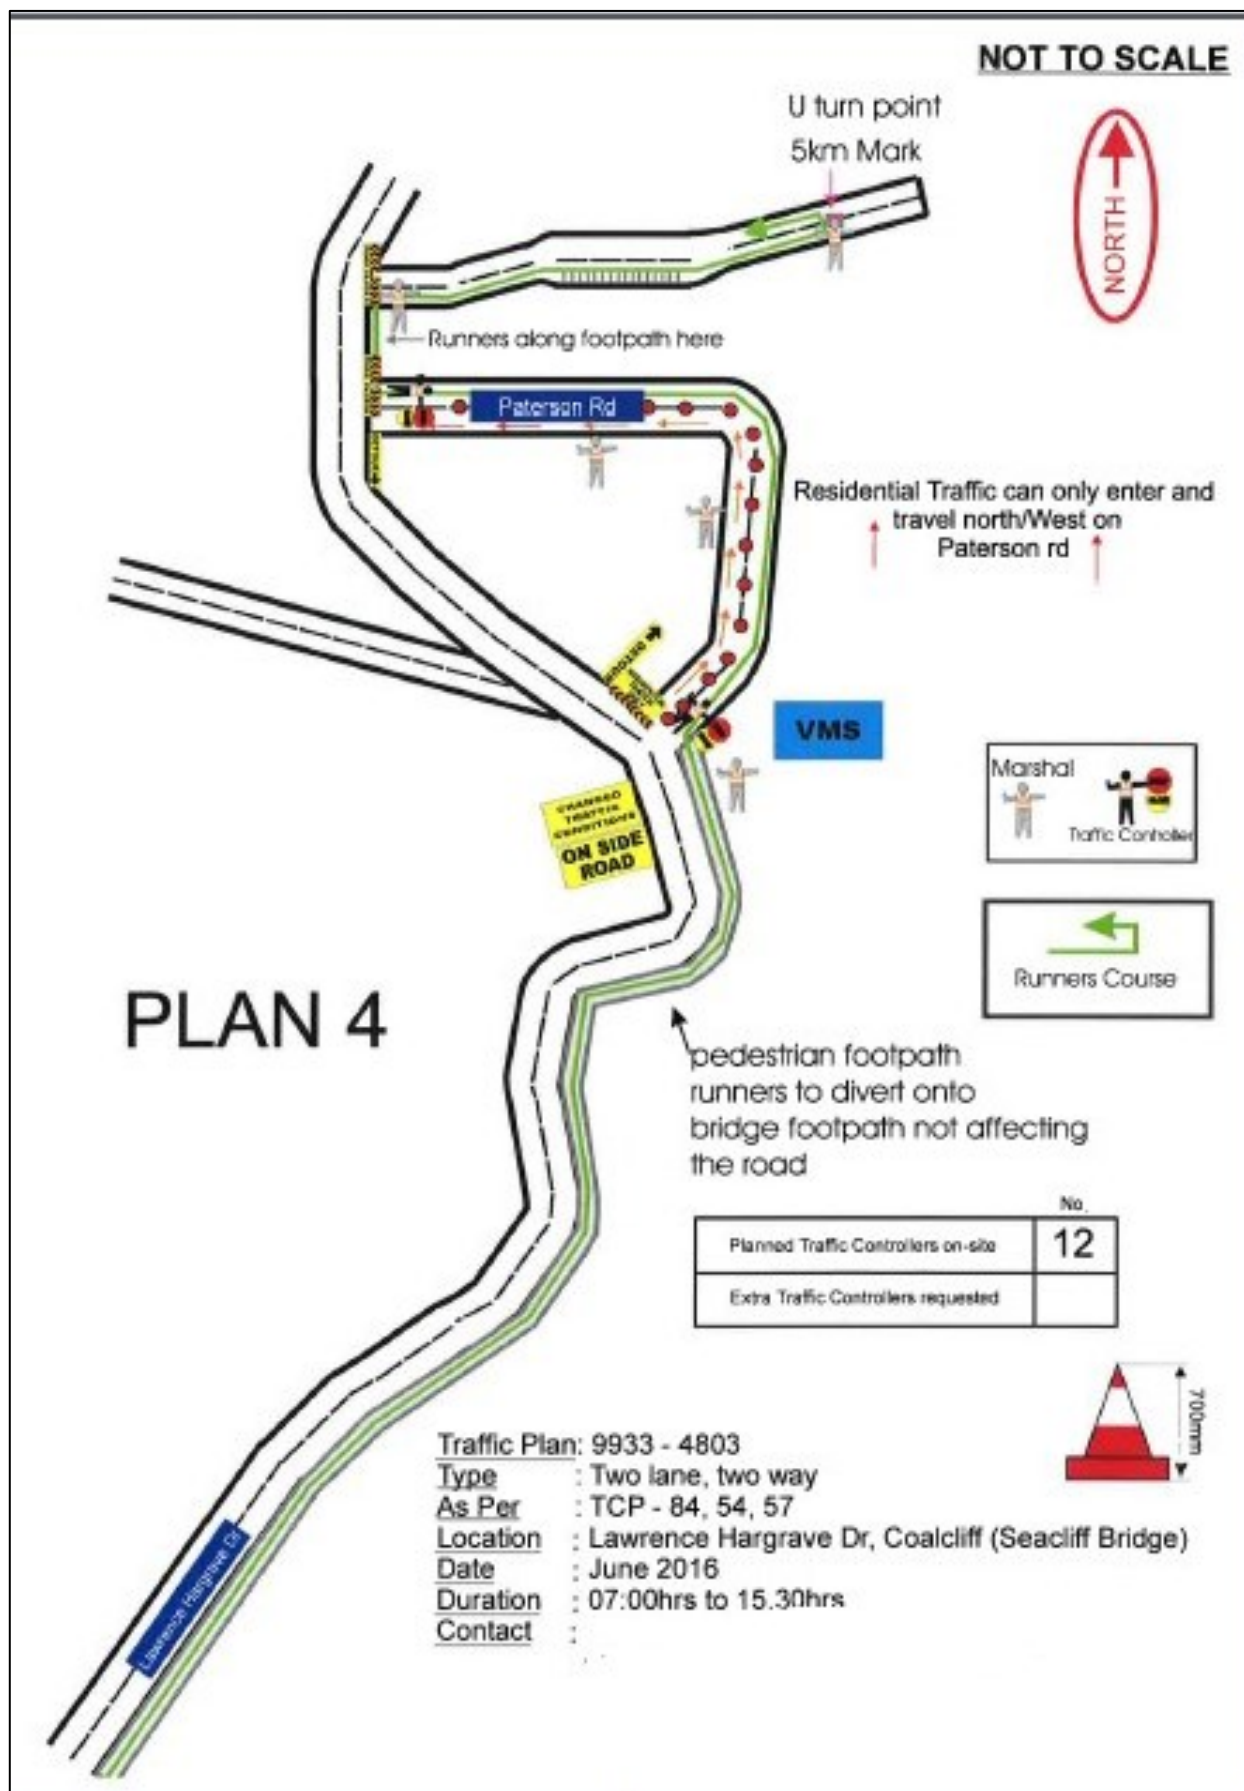 NOT TO SCALE
U turn point
5km Mark
NORTH
Runners along footpath here
Paterson Rd
Residential Traffic can only enter and
travel north/West on
Paterson rd
DETOUR
VMS
CHANGED
TRAFFIC
CONDITIONS
ON SIDE
ROAD
Marshal
Traffic Controller
Runners Course
PLAN 4
pedestrian footpath
runners to divert onto
bridge footpath not affecting
the road
No.
Planned Traffic Controllers on-site 12
Extra Traffic Controllers requested
700mm
Traffic Plan: 9933 - 4803
Type : Two lane, two way
As Per : TCP - 84, 54, 57
Location : Lawrence Hargrave Dr, Coalcliff (Seacliff Bridge)
Date : June 2016
Duration : 07:00hrs to 15.30hrs
Contact :
Lawrence Hargrave Dr